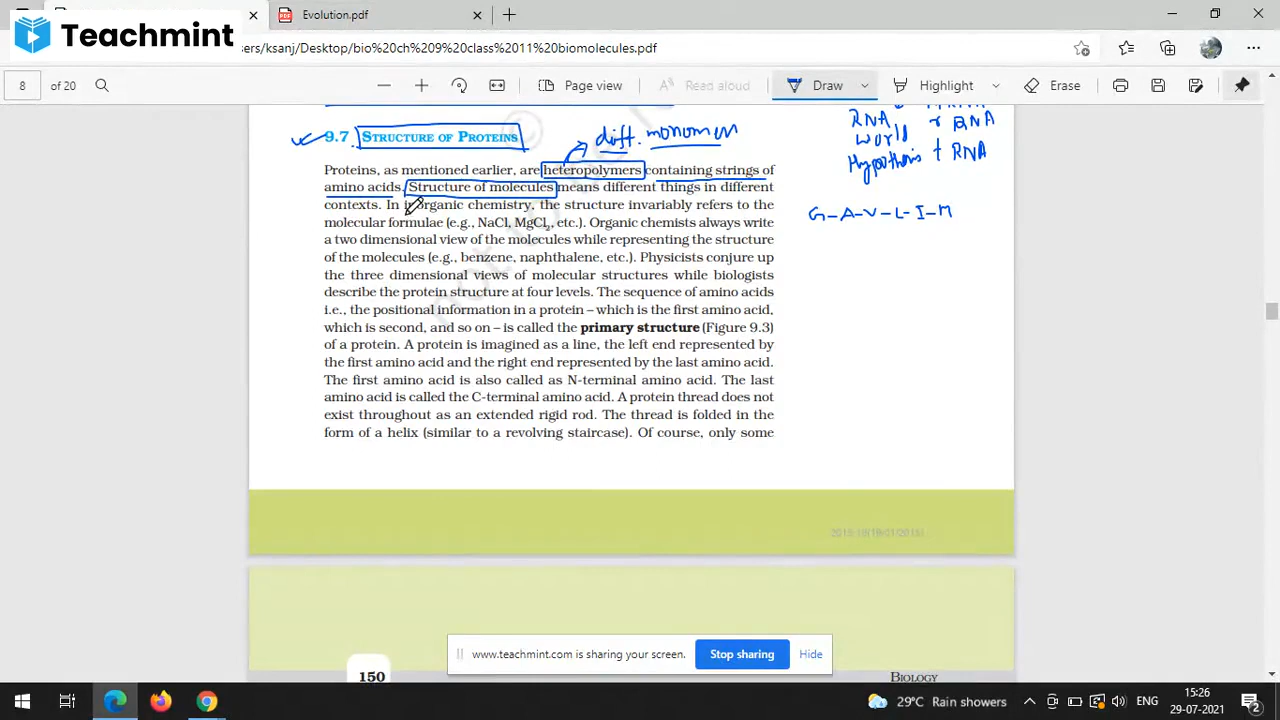 Evolution.pdf
Teachmint
ers/ksanj/Desktop/bio%20ch%209%20class%2011%20biomolecules.pdf
8 of 20
Page view
Read aloud
Draw
Highlight
Erase
RNA
r RNA
world
Hypothesis
t RNA
diff. monomers
9.7 STRUCTURE OF PROTEINS
Proteins, as mentioned earlier, are heteropolymers containing strings of
amino acids. Structure of molecules means different things in different
contexts. In inorganic chemistry, the structure invariably refers to the
molecular formulae (e.g., NaCl, MgCl2, etc.). Organic chemists always write
a two dimensional view of the molecules while representing the structure
of the molecules (e.g., benzene, naphthalene, etc.). Physicists conjure up
the three dimensional views of molecular structures while biologists
describe the protein structure at four levels. The sequence of amino acids
i.e., the positional information in a protein – which is the first amino acid,
which is second, and so on – is called the primary structure (Figure 9.3)
of a protein. A protein is imagined as a line, the left end represented by
the first amino acid and the right end represented by the last amino acid.
The first amino acid is also called as N-terminal amino acid. The last
amino acid is called the C-terminal amino acid. A protein thread does not
exist throughout as an extended rigid rod. The thread is folded in the
form of a helix (similar to a revolving staircase). Of course, only some
G-A-V-L-I-M
www.teachmint.com is sharing your screen.
Stop sharing
Hide
150
BIOLOGY
29°C Rain showers
ENG
15:26
29-07-2021
2